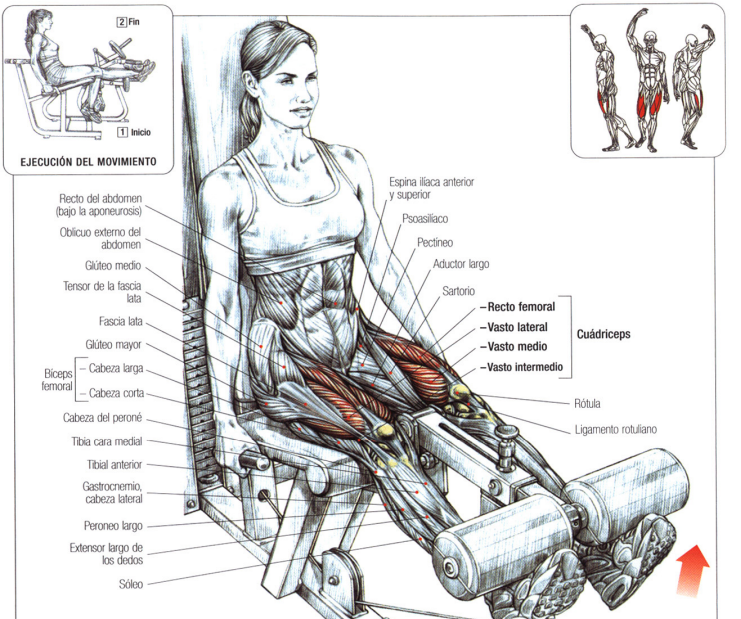 2 Fin
1 Inicio
EJECUCIÓN DEL MOVIMIENTO
Recto del abdomen
(bajo la aponeurosis)
Oblicuo externo del
abdomen
Glúteo medio
Tensor de la fascia
lata
Fascia lata
Glúteo mayor
Bíceps
femoral
– Cabeza larga
– Cabeza corta
Cabeza del peroné
Tibia cara medial
Tibial anterior
Gastrocnemio,
cabeza lateral
Peroneo largo
Extensor largo de
los dedos
Sóleo
Espina ilíaca anterior
y superior
Psoasilíaco
Pectíneo
Aductor largo
Sartorio
– Recto femoral
– Vasto lateral
– Vasto medio
– Vasto intermedio
Cuádriceps
Rótula
Ligamento rotuliano